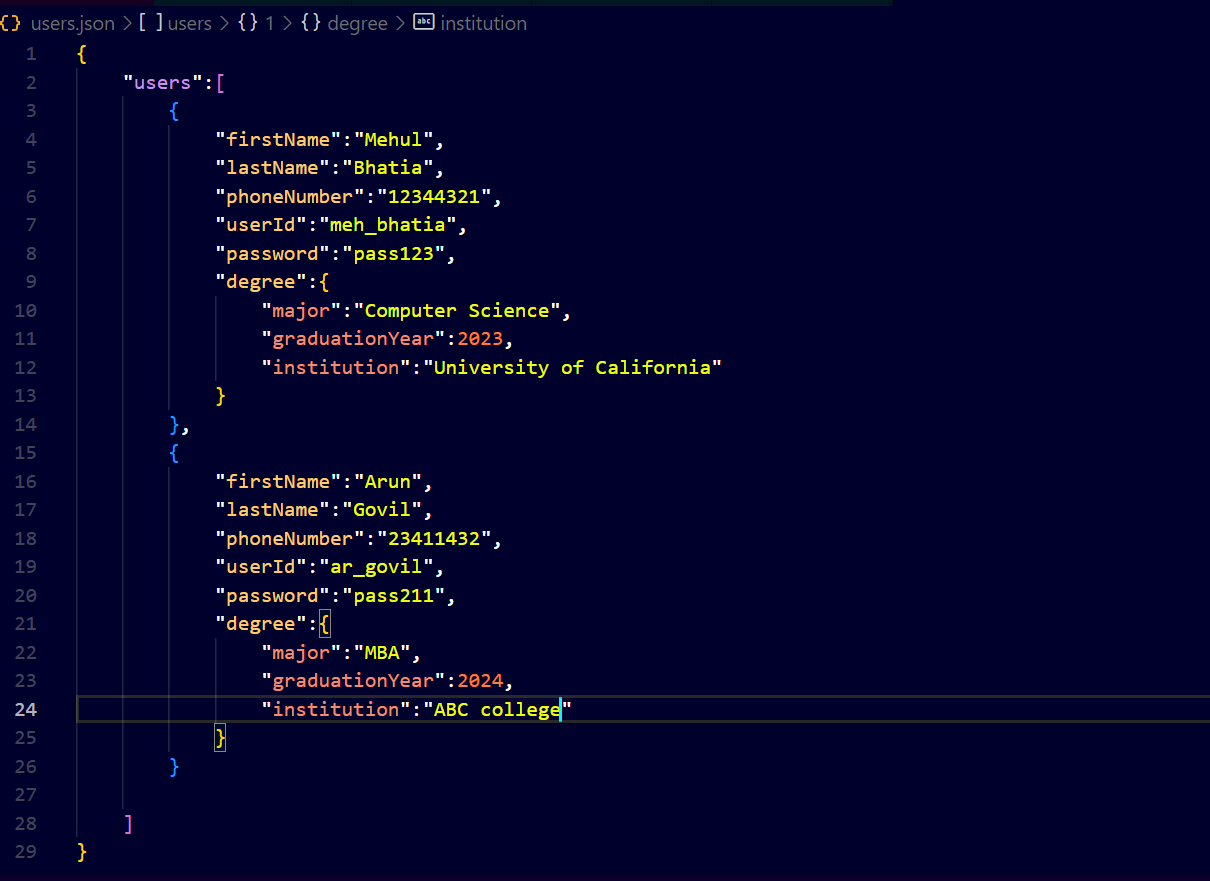 {} users.json > [ ] users > {} 1 > {} degree > abc institution
1 {
2     "users":[
3         {
4             "firstName":"Mehul",
5             "lastName":"Bhatia",
6             "phoneNumber":"12344321",
7             "userId":"meh_bhatia",
8             "password":"pass123",
9             "degree":{
10                 "major":"Computer Science",
11                 "graduationYear":2023,
12                 "institution":"University of California"
13             }
14         },
15         {
16             "firstName":"Arun",
17             "lastName":"Govil",
18             "phoneNumber":"23411432",
19             "userId":"ar_govil",
20             "password":"pass211",
21             "degree":{
22                 "major":"MBA",
23                 "graduationYear":2024,
24                 "institution":"ABC college"
25             }
26         }
27
28     ]
29 }